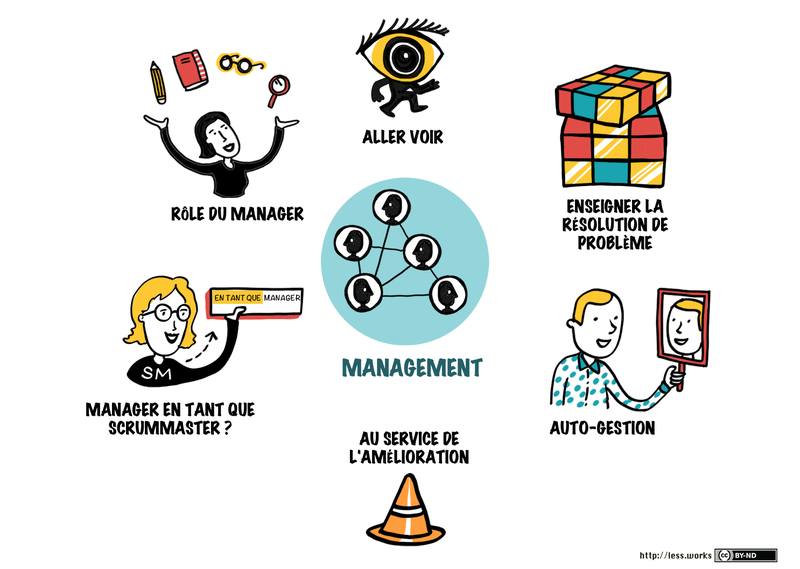 ALLER VOIR
RÔLE DU MANAGER
ENSEIGNER LA
RÉSOLUTION DE
PROBLÈME
EN TANT QUE MANAGER
SM
MANAGEMENT
MANAGER EN TANT QUE
SCRUMMASTER ?
AUTO-GESTION
AU SERVICE DE
L'AMÉLIORATION
http://less.works
cc BY-ND